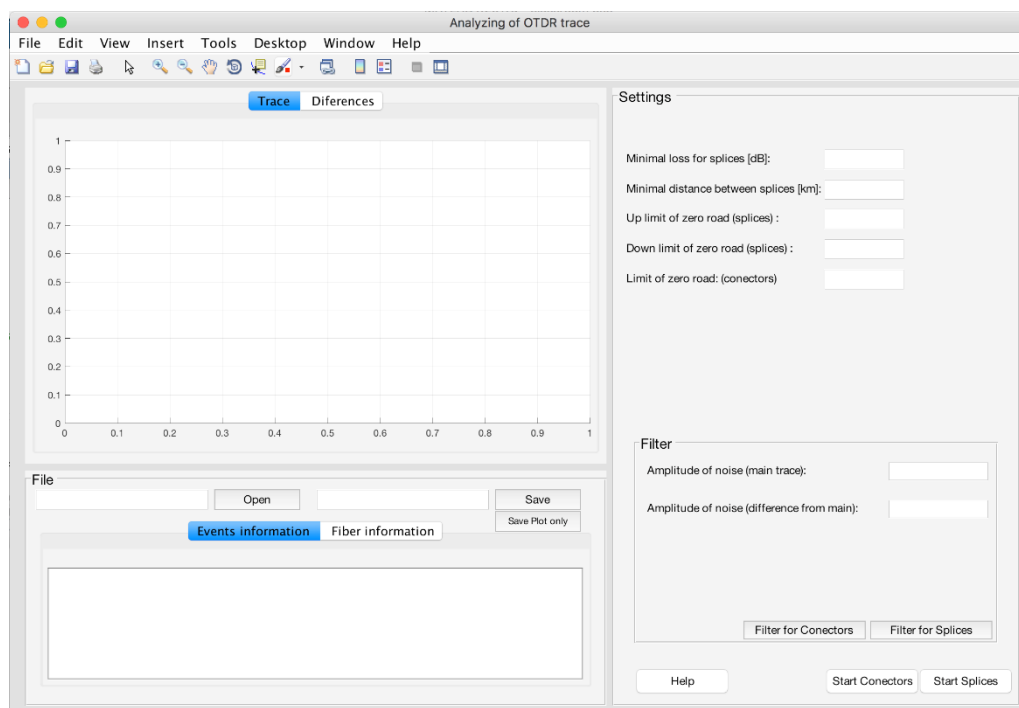 Analyzing of OTDR trace
File Edit View Insert Tools Desktop Window Help
Trace Diferences
1
0.9
0.8
0.7
0.6
0.5
0.4
0.3
0.2
0.1
0
0 0.1 0.2 0.3 0.4 0.5 0.6 0.7 0.8 0.9 1
File
Open Save
Save Plot only
Events information Fiber information
Settings
Minimal loss for splices [dB]:
Minimal distance between splices [km]:
Up limit of zero road (splices) :
Down limit of zero road (splices) :
Limit of zero road: (conectors)
Filter
Amplitude of noise (main trace):
Amplitude of noise (difference from main):
Filter for Conectors Filter for Splices
Help Start Conectors Start Splices